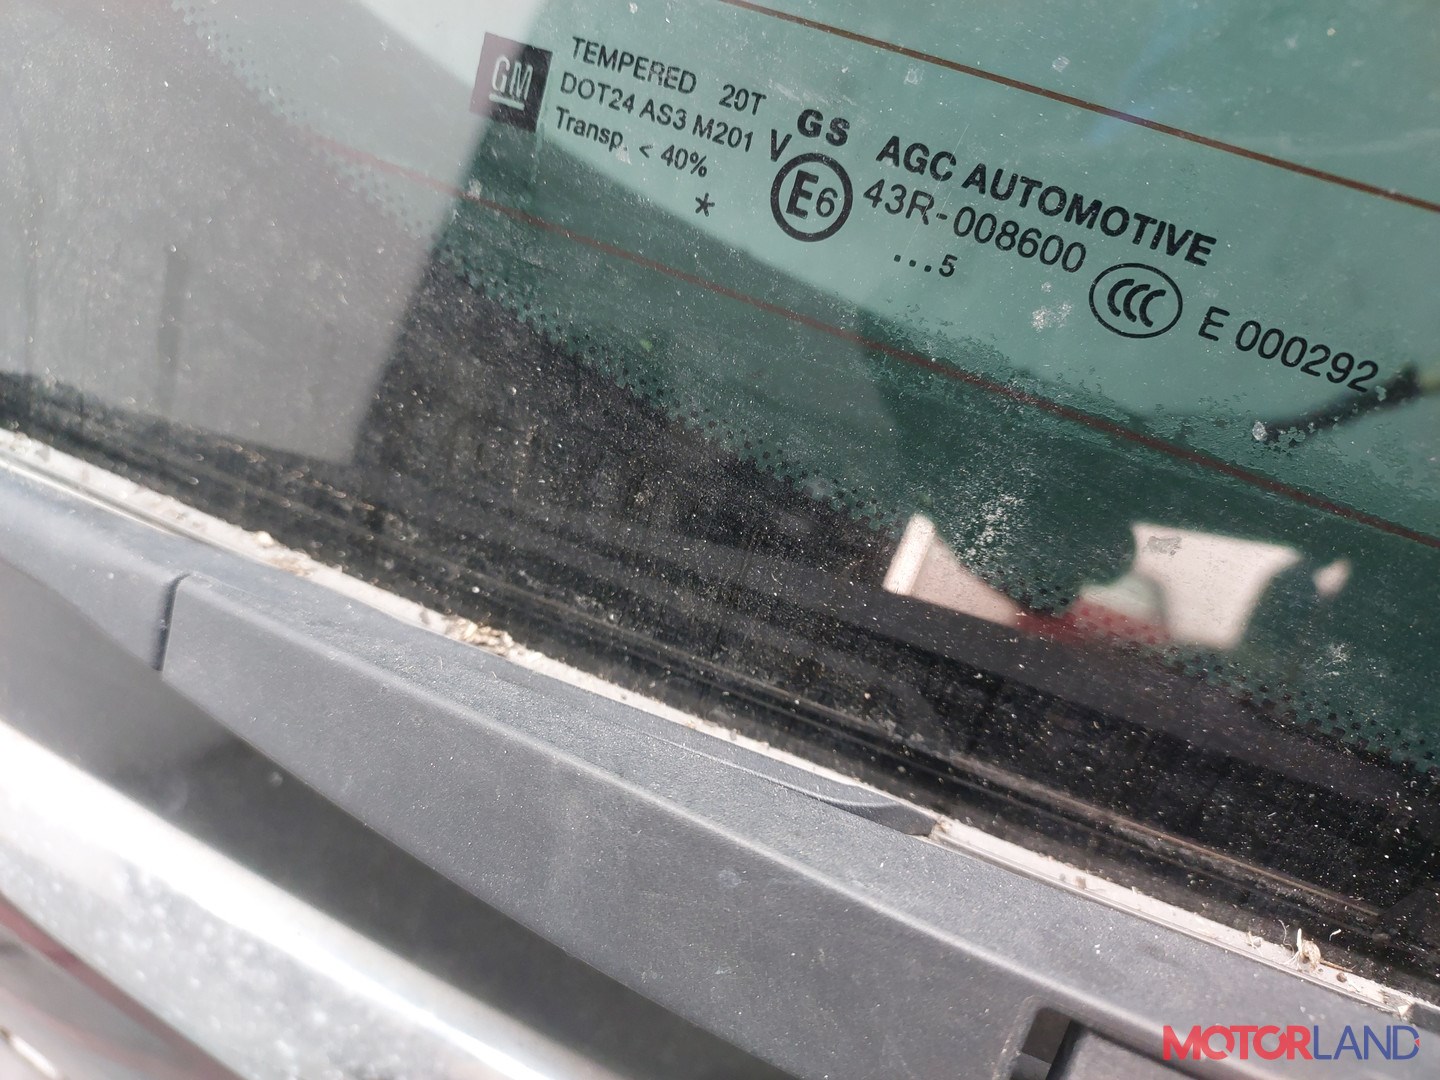 GM
TEMPERED 20T
DOT24 AS3 M201
Transp. < 40%
*
V GS
E6
AGC AUTOMOTIVE
43R-008600
...5
CCC E 000292
MOTORLAND